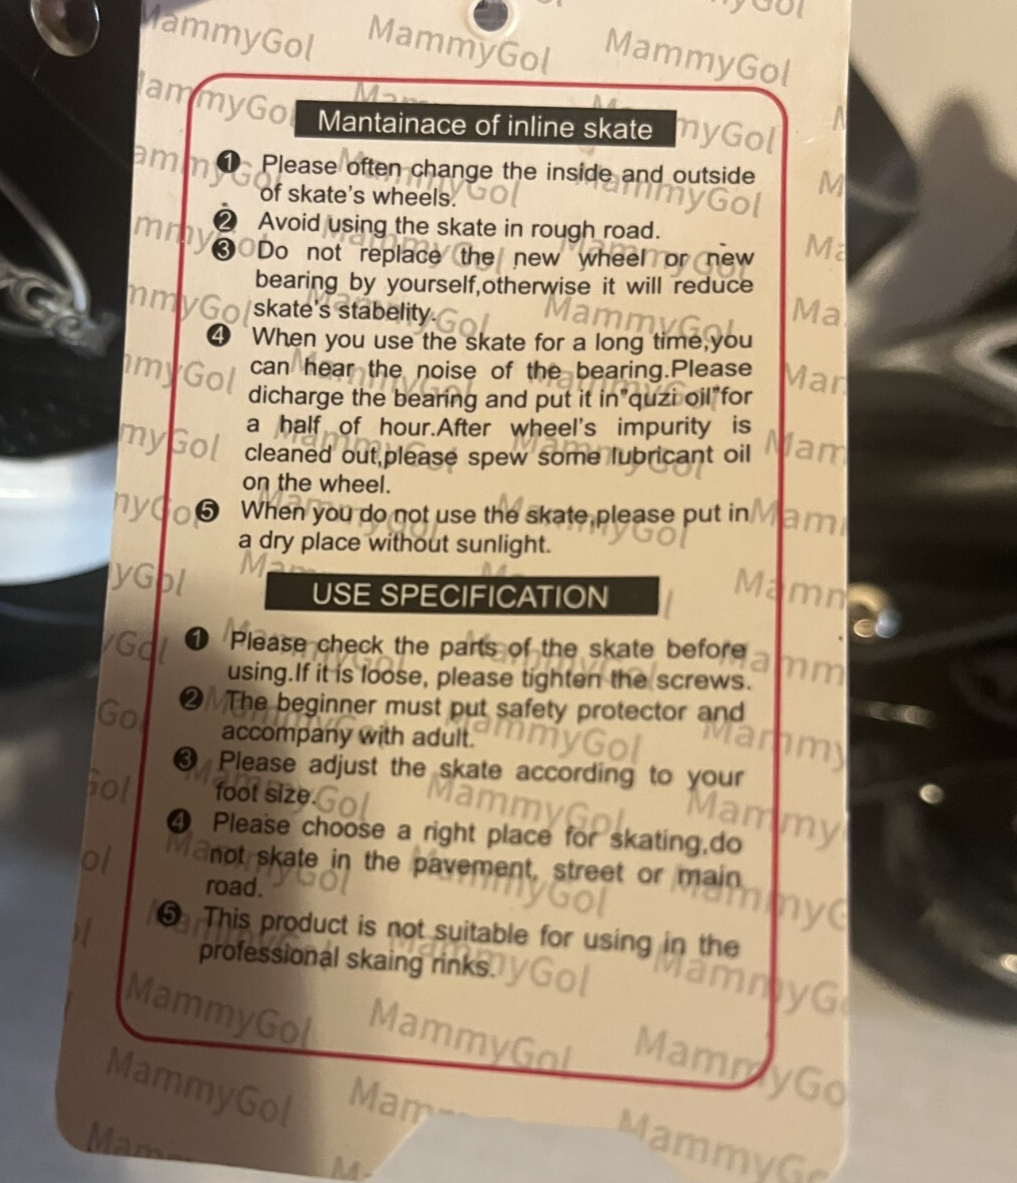 MammyGol MammyGol MammyGol
Mantainace of inline skate
❶ Please often change the inside and outside
of skate's wheels.
❷ Avoid using the skate in rough road.
❸ Do not replace the new wheel or new
bearing by yourself,otherwise it will reduce
skate's stabelity.
❹ When you use the skate for a long time,you
can hear the noise of the bearing.Please
dicharge the bearing and put it in"quzi oil"for
a half of hour.After wheel's impurity is
cleaned out,please spew some lubricant oil
on the wheel.
❺ When you do not use the skate,please put in
a dry place without sunlight.
USE SPECIFICATION
❶ Please check the parts of the skate before
using.If it is loose, please tighten the screws.
❷ The beginner must put safety protector and
accompany with adult.
❸ Please adjust the skate according to your
foot size.
❹ Please choose a right place for skating,do
not skate in the pavement, street or main
road.
❺ This product is not suitable for using in the
professional skaing rinks.
MammyGol MammyGol MammyGo
MammyGol